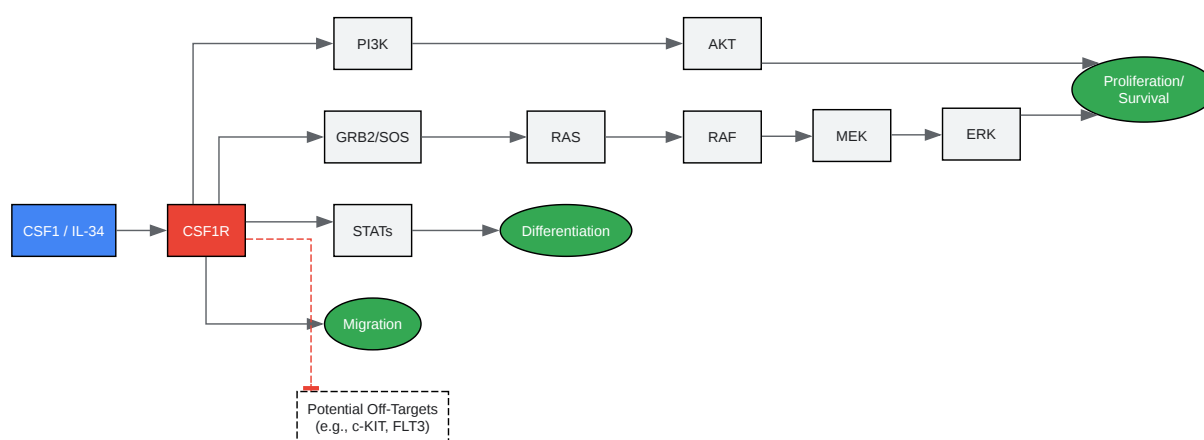 PI3K
AKT
Proliferation/
Survival
GRB2/SOS
RAS
RAF
MEK
ERK
CSF1 / IL-34
CSF1R
STATs
Differentiation
Migration
Potential Off-Targets
(e.g., c-KIT, FLT3)